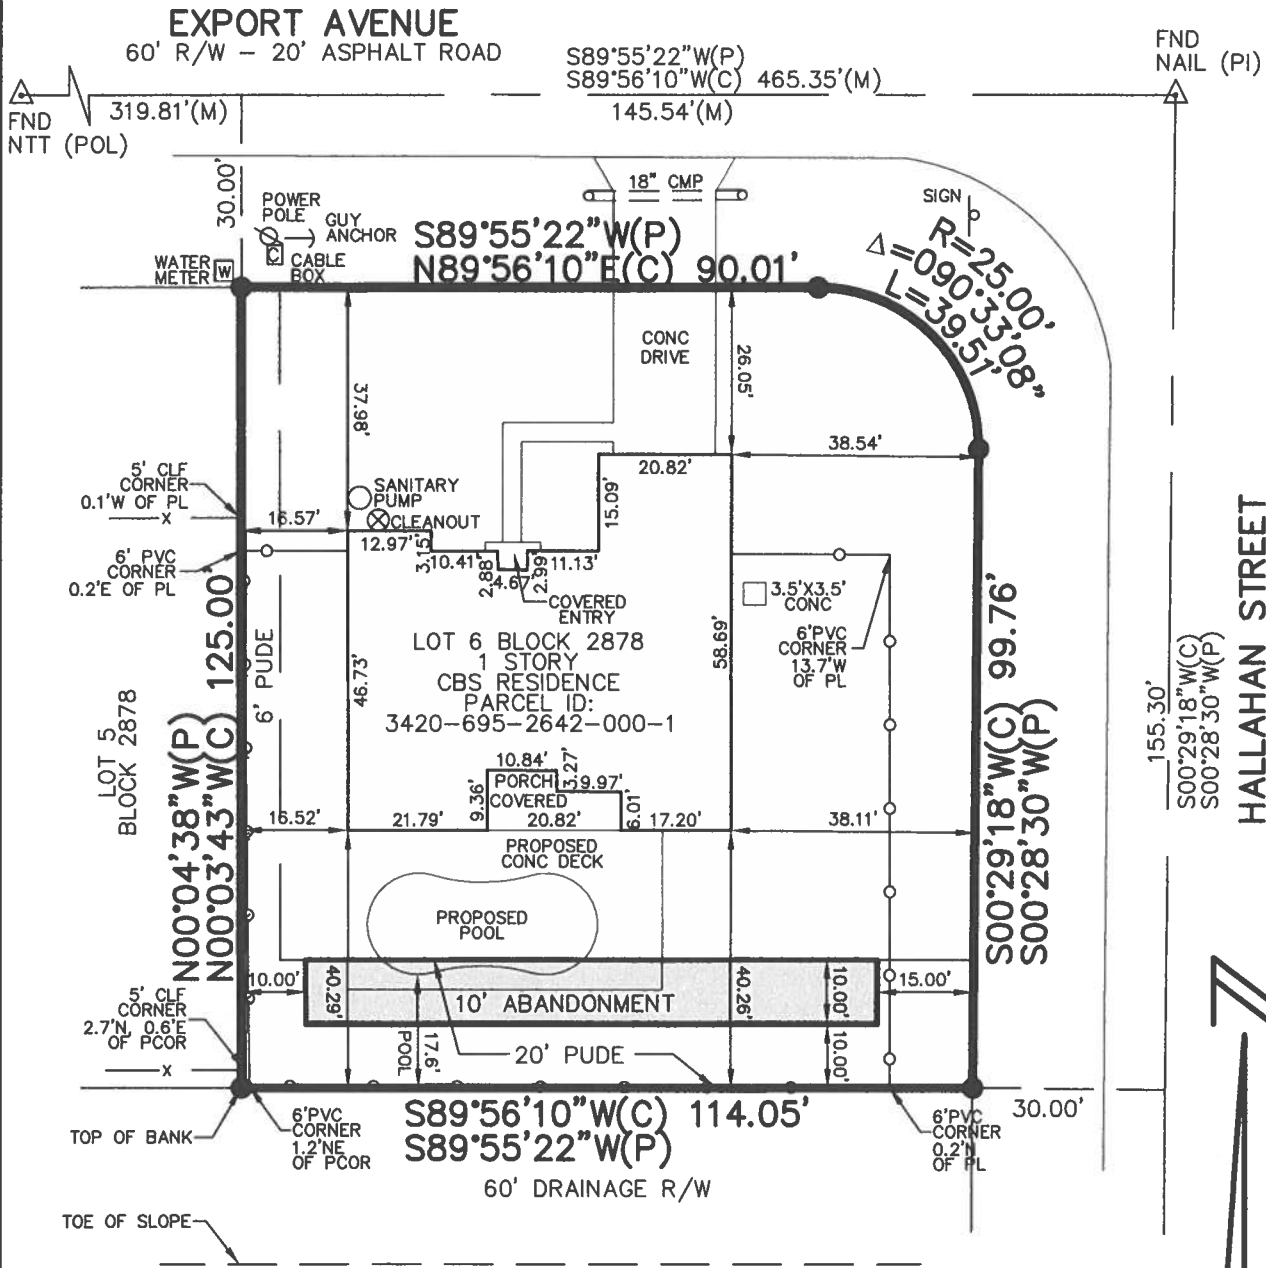 EXPORT AVENUE
60' R/W – 20' ASPHALT ROAD
S89°55'22"W(P)
S89°56'10"W(C) 465.35'(M)
FND
NAIL (PI)
319.81'(M)
145.54'(M)
FND
NTT (POL)
30.00'
POWER
POLE
GUY
ANCHOR
C
CABLE
BOX
WATER
METER
W
18" CMP
SIGN
S89°55'22"W(P)
N89°56'10"E(C) 90.01'
R=25.00'
Δ=090°33'08"
L=39.51'
CONC
DRIVE
26.05'
37.98'
38.54'
20.82'
15.09'
5' CLF
CORNER
0.1'W OF PL
X
SANITARY
PUMP
CLEANOUT
16.57'
12.97'
3.15'
10.41'
2.88'
4.67'
2.99'
11.13'
6' PVC
CORNER
0.2'E OF PL
COVERED
ENTRY
3.5'X3.5'
CONC
6'PVC
CORNER
13.7'W
OF PL
LOT 6 BLOCK 2878
1 STORY
CBS RESIDENCE
PARCEL ID:
3420-695-2642-000-1
46.73'
58.69'
6' PUDE
N00°04'38"W(P)
N00°03'43"W(C) 125.00'
LOT 5
BLOCK 2878
S00°29'18"W(C) 99.76'
S00°28'30"W(P)
155.30'
S00°29'18"W(C)
S00°28'30"W(P)
HALLAHAN STREET
10.84'
3.27'
PORCH
9.97'
COVERED
9.36'
6.01'
16.52'
21.79'
20.82'
17.20'
38.11'
PROPOSED
CONC DECK
PROPOSED
POOL
10.00'
40.29'
10' ABANDONMENT
40.26'
10.00'
15.00'
5' CLF
CORNER
2.7'N, 0.6'E
OF PCOR
X
17.6'
POOL
20' PUDE
10.00'
TOP OF BANK
6'PVC
CORNER
1.2'NE
OF PCOR
S89°56'10"W(C) 114.05'
S89°55'22"W(P)
6'PVC
CORNER
0.2'N
OF PL
30.00'
60' DRAINAGE R/W
TOE OF SLOPE